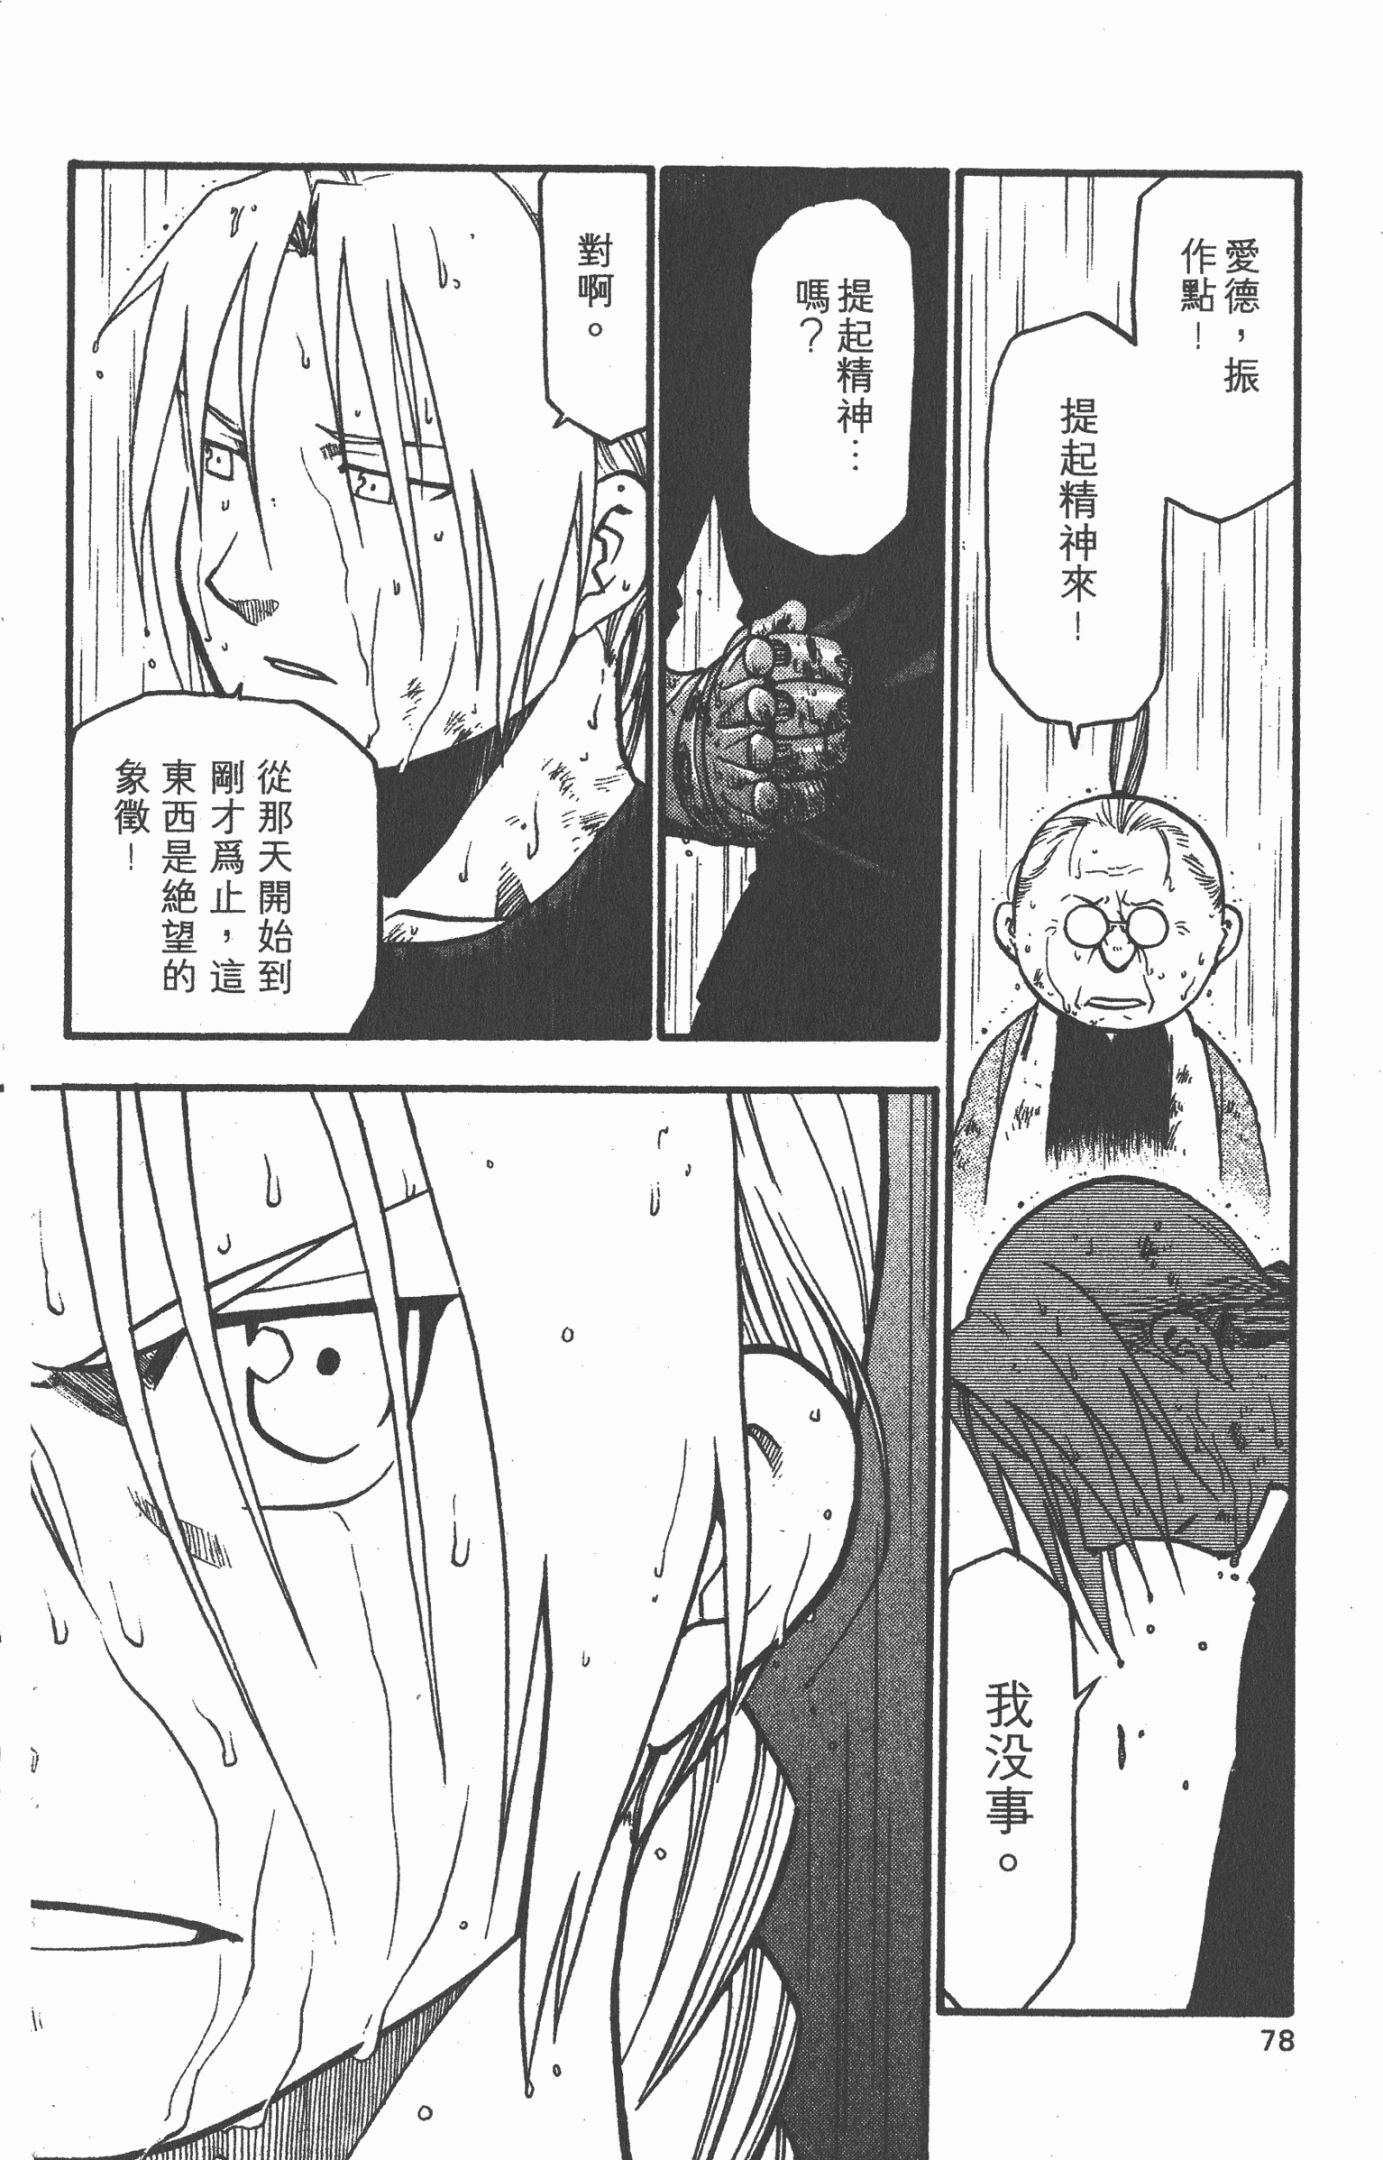 愛德，振
作點！
提起精神來！
我沒事。
提起精神…
嗎？
對啊。
從那天開始到
剛才爲止，這
東西是絕望的
象徵！
78